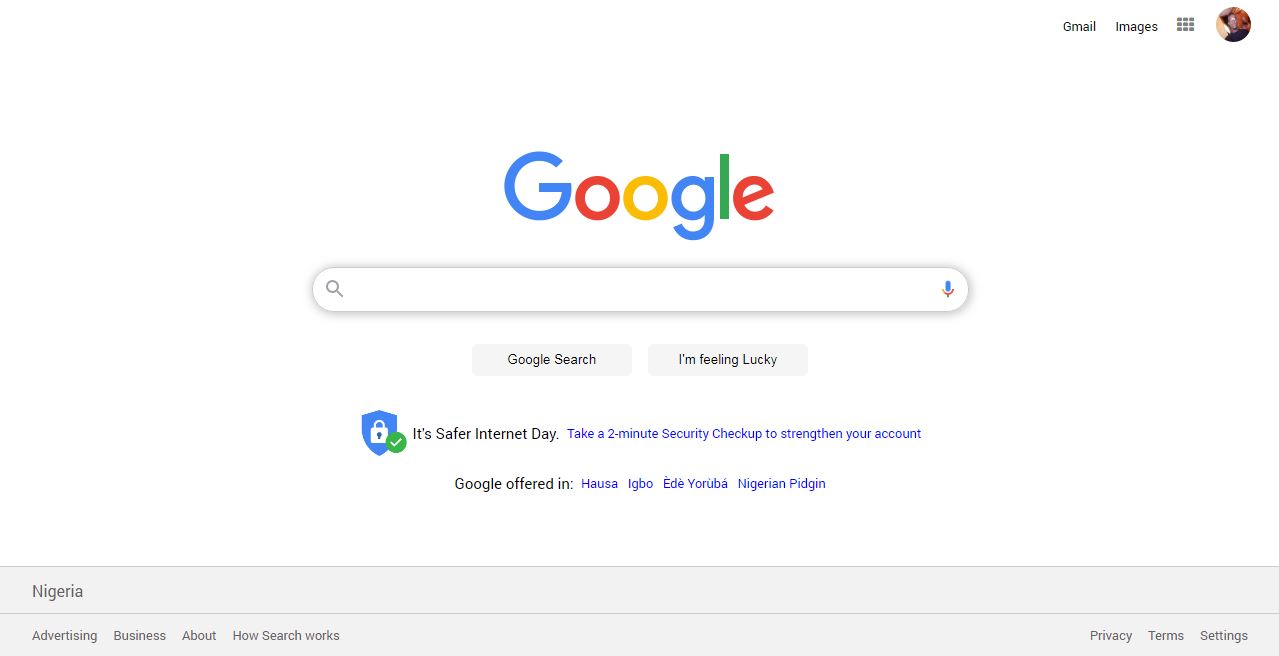 Gmail Images
Google
Google Search I'm feeling Lucky
It's Safer Internet Day. Take a 2-minute Security Checkup to strengthen your account
Google offered in: Hausa Igbo Èdè Yorùbá Nigerian Pidgin
Nigeria
Advertising Business About How Search works Privacy Terms Settings